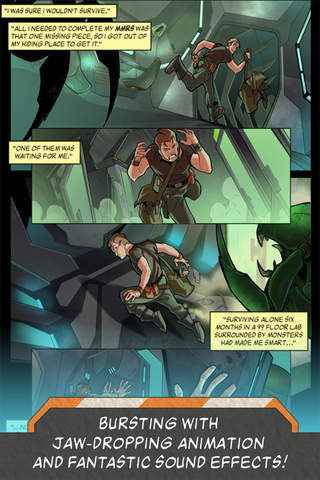 "I WAS SURE I WOULDN'T SURVIVE."
"ALL I NEEDED TO COMPLETE MY MMRS
WAS THAT ONE MISSING PIECE, SO I GOT OUT OF
MY HIDING PLACE TO GET IT."
"ONE OF THEM WAS
WAITING FOR ME."
"SURVIVING ALONE SIX
MONTHS IN A 99 FLOOR LAB
SURROUNDED BY MONSTERS
HAD MADE ME SMART..."
BURSTING WITH
JAW-DROPPING ANIMATION
AND FANTASTIC SOUND EFFECTS!